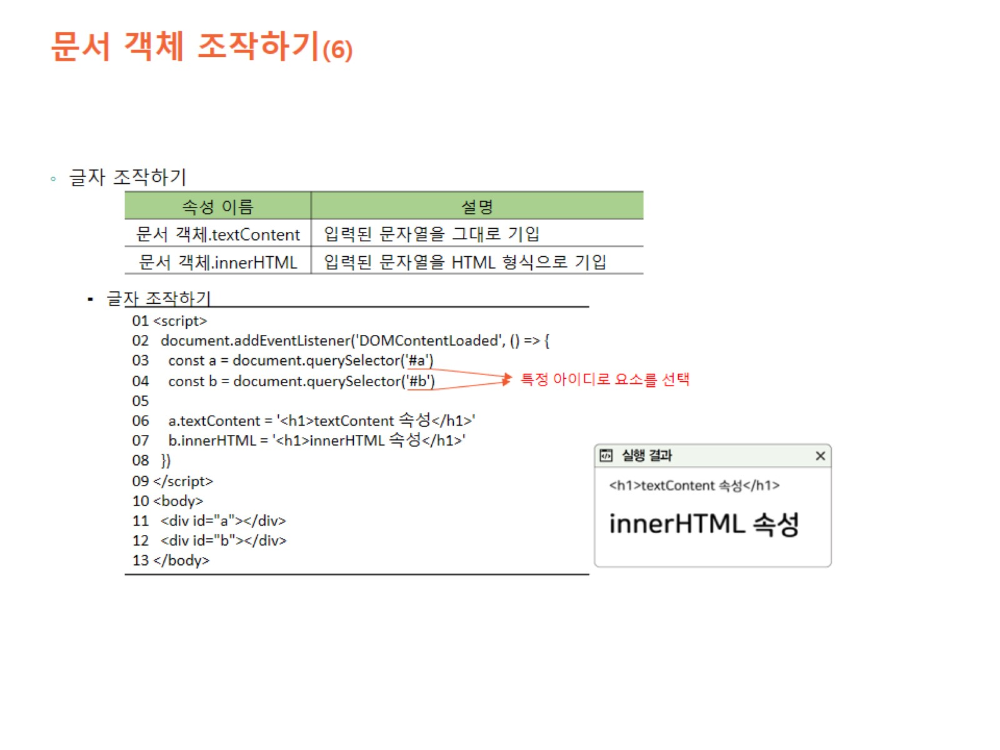 문서 객체 조작하기(6)
◦ 글자 조작하기
속성 이름 설명
문서 객체.textContent 입력된 문자열을 그대로 기입
문서 객체.innerHTML 입력된 문자열을 HTML 형식으로 기입
▪ 글자 조작하기
01 <script>
02 document.addEventListener('DOMContentLoaded', () => {
03 const a = document.querySelector('#a')
04 const b = document.querySelector('#b')
특정 아이디로 요소를 선택
05
06 a.textContent = '<h1>textContent 속성</h1>'
07 b.innerHTML = '<h1>innerHTML 속성</h1>'
08 })
09 </script>
10 <body>
11 <div id="a"></div>
12 <div id="b"></div>
13 </body>
</> 실행 결과 ✕
<h1>textContent 속성</h1>
innerHTML 속성